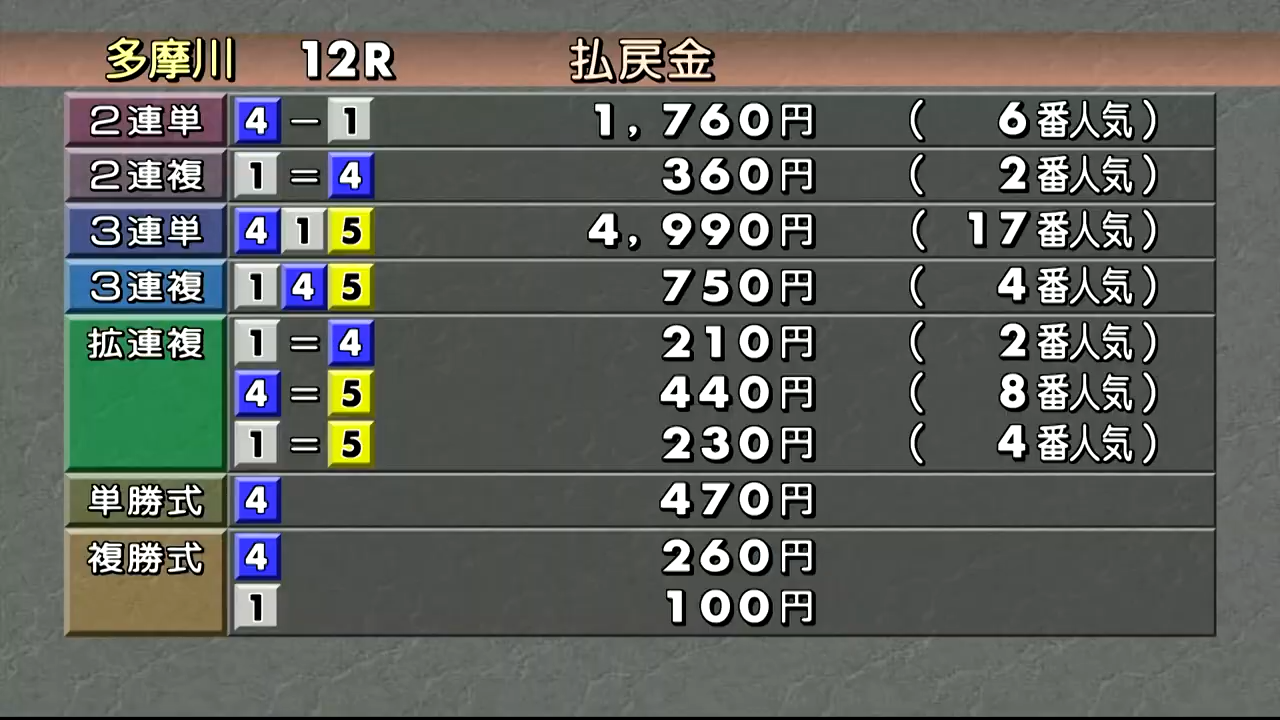 多摩川 12R 払戻金
2連単 4-1 1,760円 (6番人気)
2連複 1=4 360円 (2番人気)
3連単 4 1 5 4,990円 (17番人気)
3連複 1 4 5 750円 (4番人気)
拡連複 1=4 210円 (2番人気)
4=5 440円 (8番人気)
1=5 230円 (4番人気)
単勝式 4 470円
複勝式 4 260円
1 100円